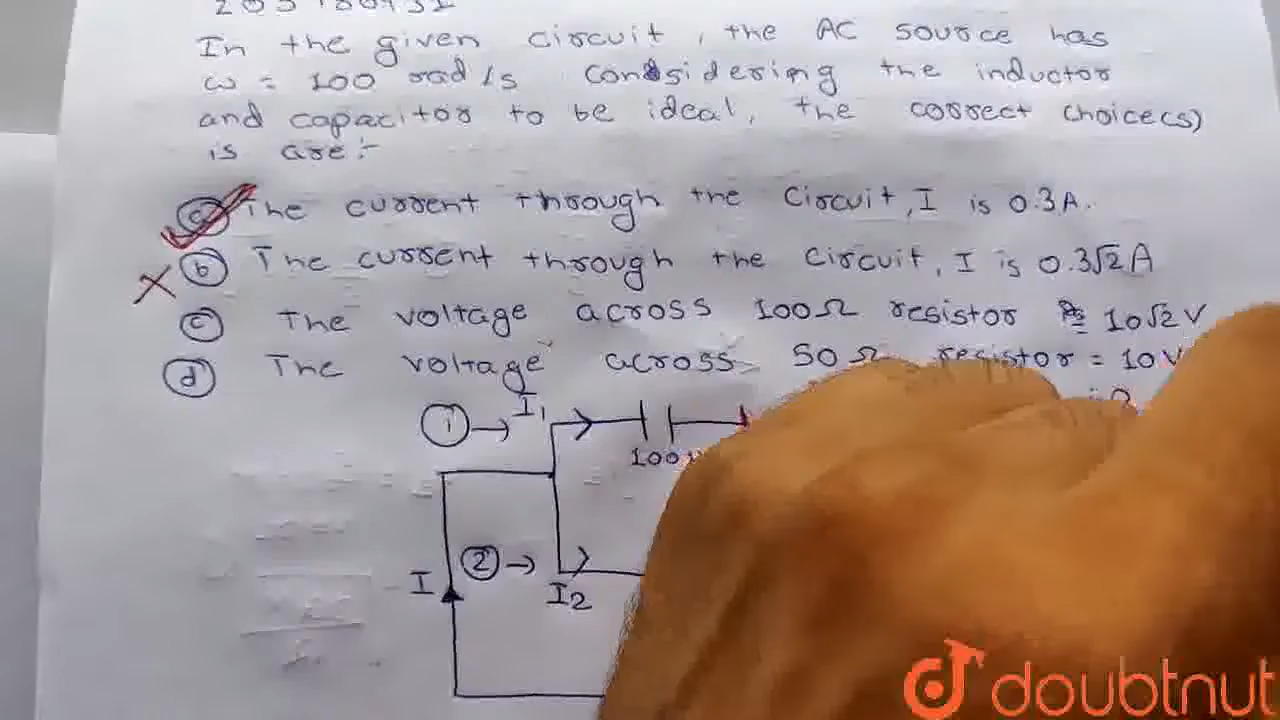 In the given circuit, the AC source has
ω = 100 rad/s considering the inductor
and capacitor to be ideal, the correct choice(s)
is are:-
(a) The current through the circuit, I is 0.3A.
(b) The current through the circuit, I is 0.3√2 A
(c) The voltage across 100Ω resistor = 10√2 V
(d) The voltage across 50Ω resistor = 10V
① → I1
100
② →
I
I2
doubtnut